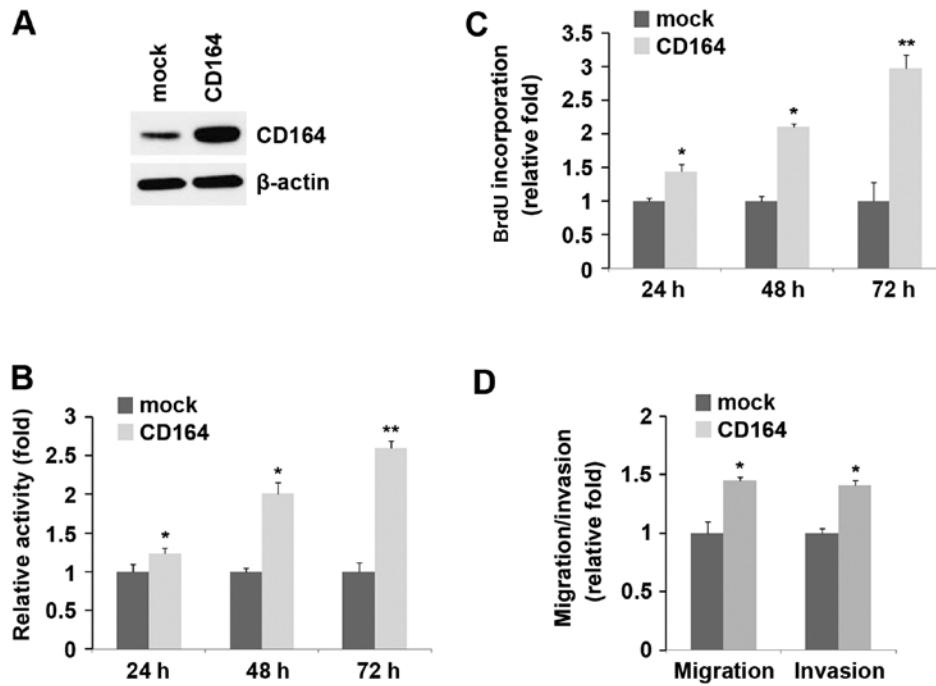 A
mock
CD164
CD164
β-actin
B
mock
CD164
Relative activity (fold)
3
2.5
2
1.5
1
0.5
0
*
*
**
24 h
48 h
72 h
C
mock
CD164
BrdU incorporation
(relative fold)
3.5
3
2.5
2
1.5
1
0.5
0
*
*
**
24 h
48 h
72 h
D
mock
CD164
Migration/invasion
(relative fold)
2
1.5
1
0.5
0
*
*
Migration
Invasion